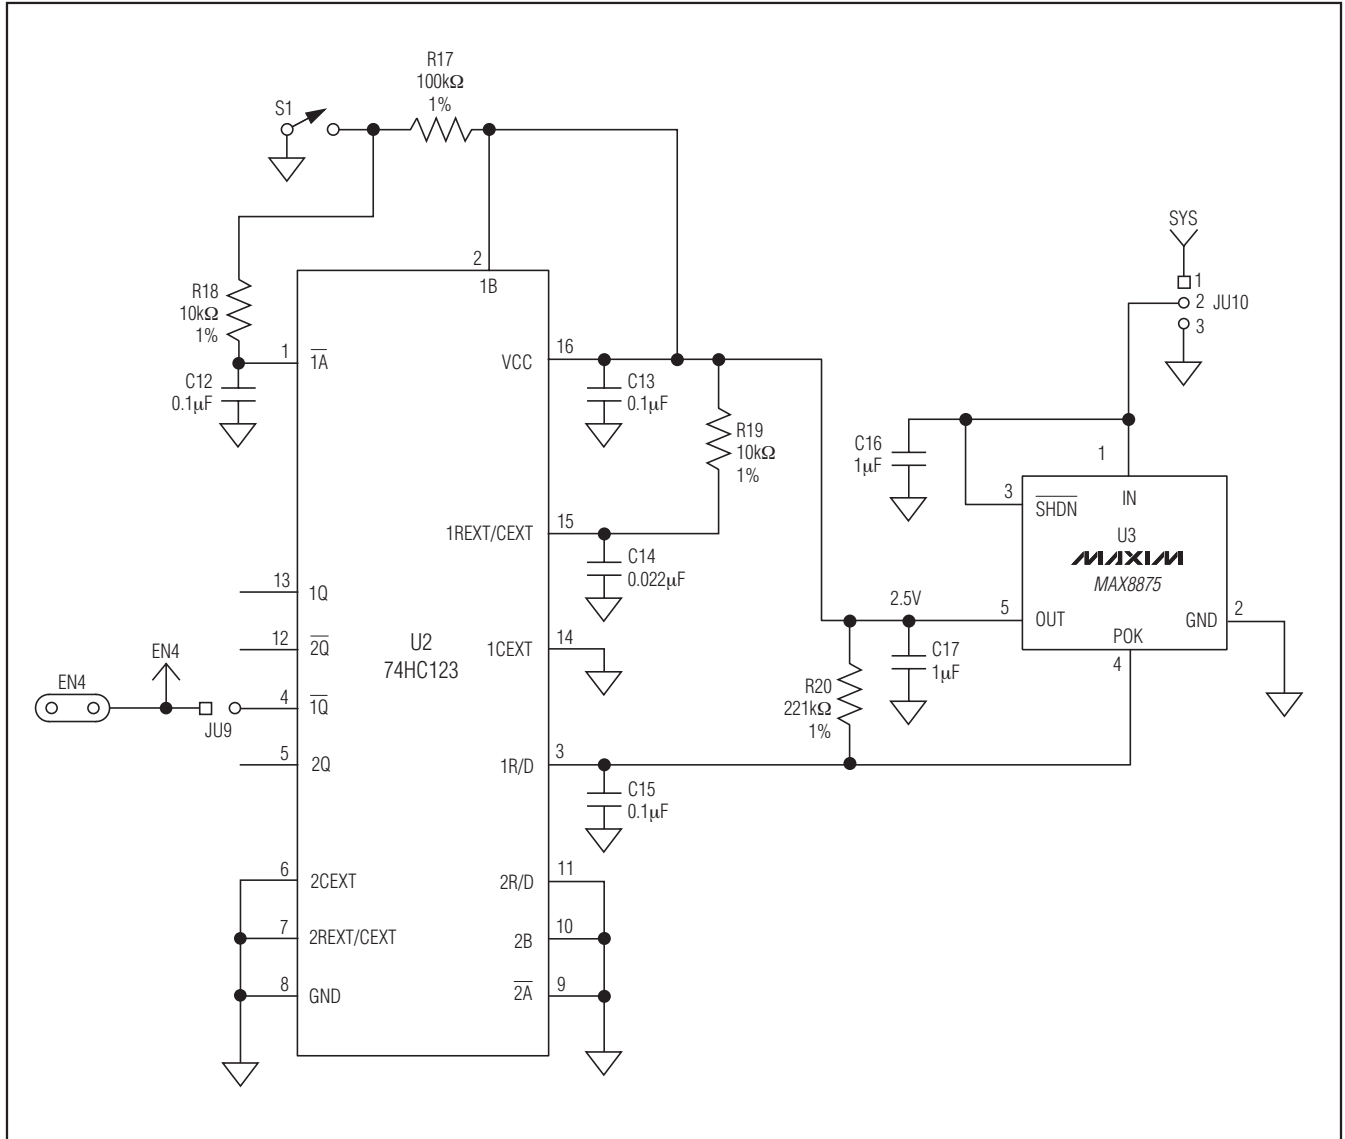 R17
100kΩ
1%
S1
SYS
1
2 JU10
3
2
1B
R18
10kΩ
1%
1
1A
16
VCC
C12
0.1µF
C13
0.1µF
R19
10kΩ
1%
C16
1µF
1
3
SHDN
IN
U3
MAXIM
MAX8875
15
1REXT/CEXT
C14
0.022µF
13
1Q
2.5V
5
OUT
GND
2
POK
4
12
2Q
U2
74HC123
14
1CEXT
C17
1µF
EN4
EN4
4
1Q
JU9
R20
221kΩ
1%
5
2Q
3
1R/D
C15
0.1µF
6
2CEXT
11
2R/D
7
2REXT/CEXT
10
2B
8
GND
9
2A